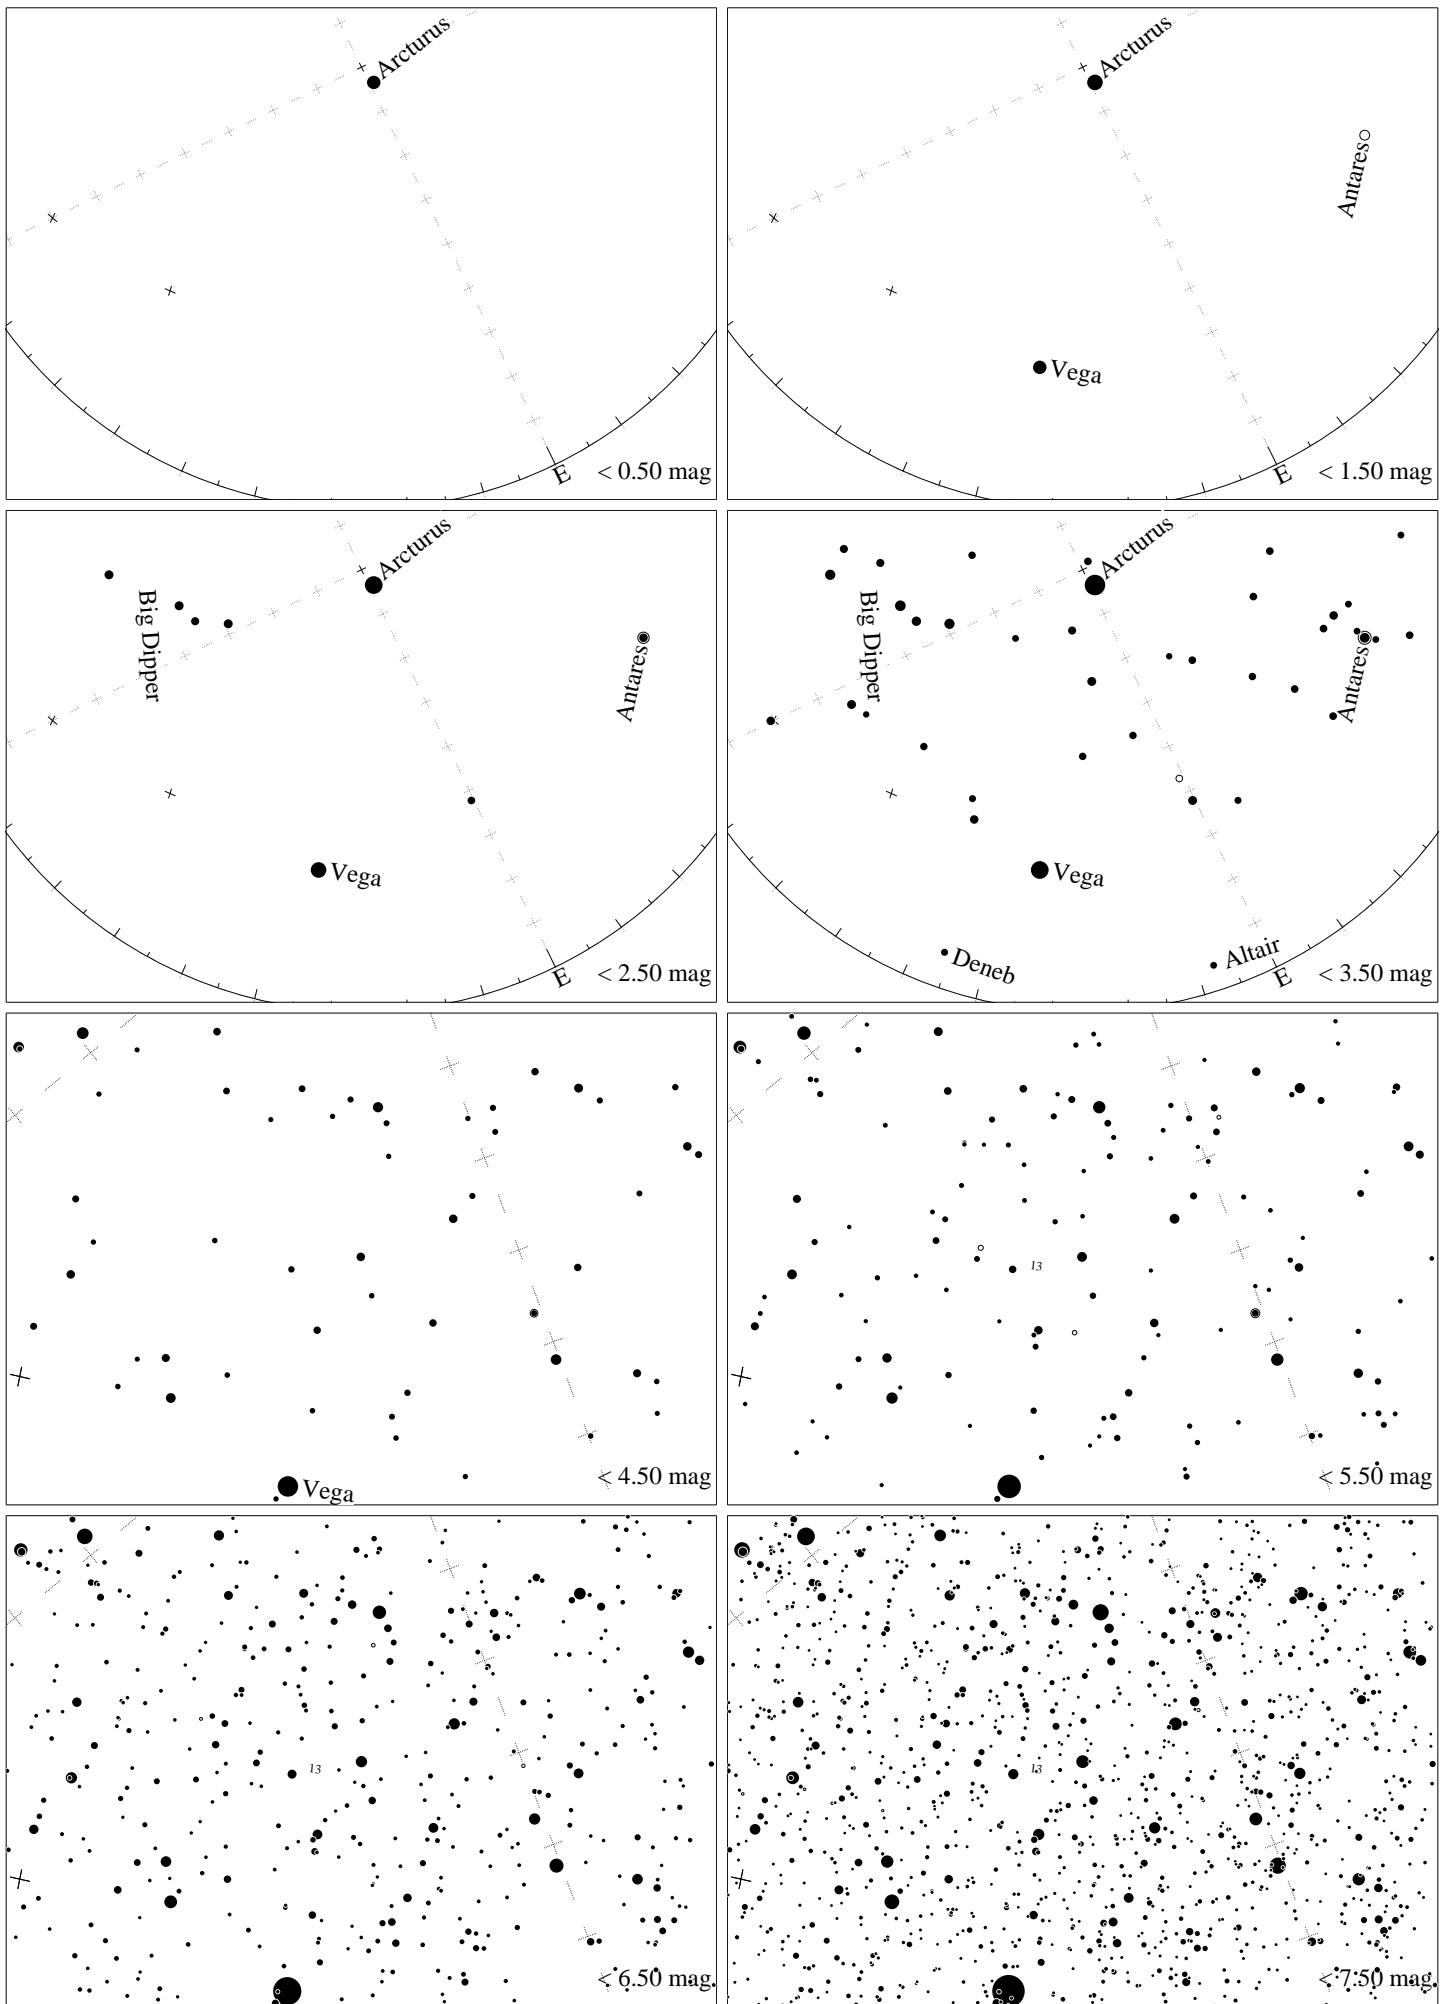 Arcturus
E
< 0.50 mag
Arcturus
Antares
Vega
E
< 1.50 mag
Arcturus
Big Dipper
Antares
Vega
E
< 2.50 mag
Arcturus
Big Dipper
Antares
Vega
Deneb
Altair
E
< 3.50 mag
Vega
< 4.50 mag
13
< 5.50 mag
13
< 6.50 mag
13
< 7.50 mag